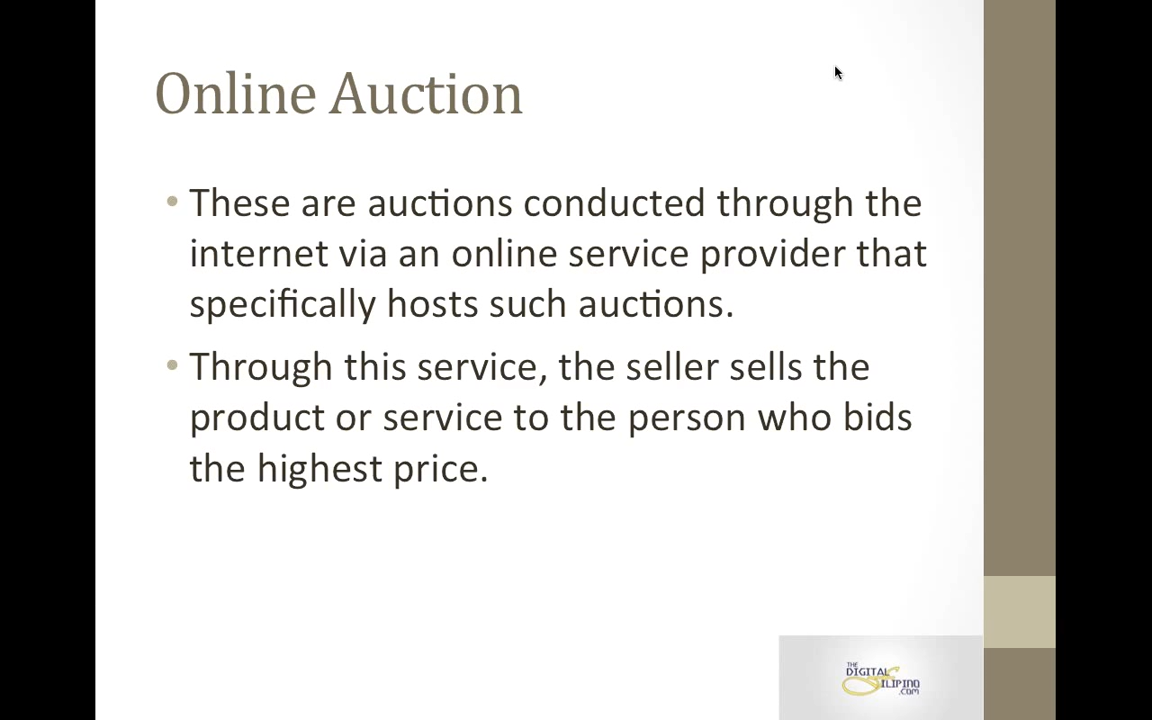 Online Auction
• These are auctions conducted through the
internet via an online service provider that
specifically hosts such auctions.
• Through this service, the seller sells the
product or service to the person who bids
the highest price.
THE
DIGITAL
FILIPINO
.COM